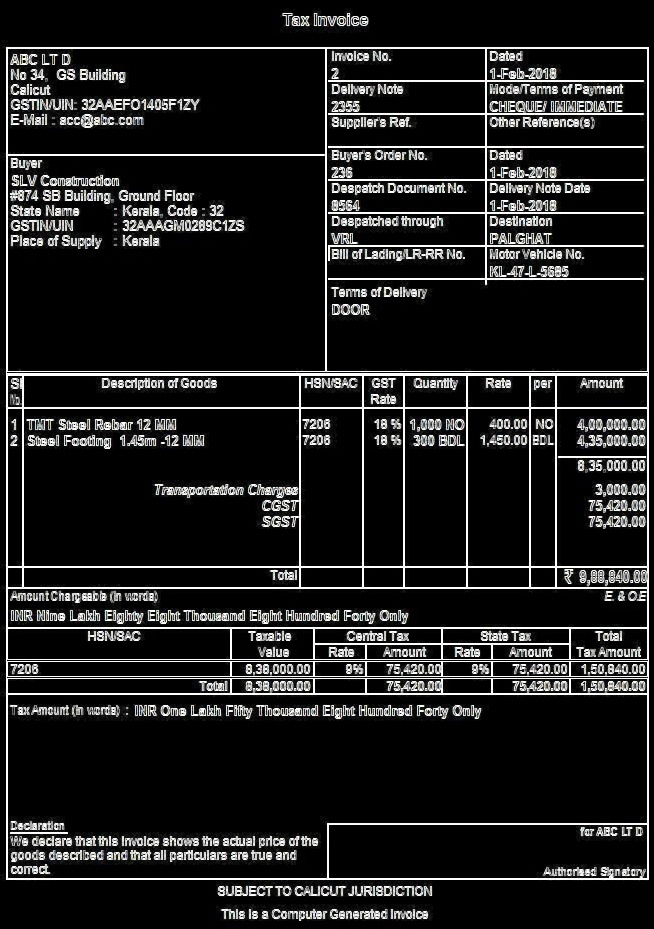 Tax Invoice
ABC LT D
No 34, GS Building
Calicut
GSTIN/UIN: 32AAEFO1405F1ZY
E-Mail : acc@abc.com
Invoice No.
2
Dated
1-Feb-2018
Delivery Note
2355
Mode/Terms of Payment
CHEQUE/ IMMEDIATE
Supplier's Ref.
Other Reference(s)
Buyer
SLV Construction
#874 SB Building, Ground Floor
State Name : Kerala, Code : 32
GSTIN/UIN : 32AAAGM0289C1ZS
Place of Supply : Kerala
Buyer's Order No.
236
Dated
1-Feb-2018
Despatch Document No.
8564
Delivery Note Date
1-Feb-2018
Despatched through
VRL
Destination
PALGHAT
Bill of Lading/LR-RR No.
Motor Vehicle No.
KL-47-L-5685
Terms of Delivery
DOOR
Sl No. Description of Goods HSN/SAC GST Rate Quantity Rate per Amount
1 TMT Steel Rebar 12 MM 7206 18 % 1,000 NO 400.00 NO 4,00,000.00
2 Steel Footing 1.45m -12 MM 7206 18 % 300 BDL 1,450.00 BDL 4,35,000.00
8,35,000.00
Transportation Charges 3,000.00
CGST 75,420.00
SGST 75,420.00
Total ₹ 9,88,840.00
Amount Chargeable (in words) E. & O.E
INR Nine Lakh Eighty Eight Thousand Eight Hundred Forty Only
HSN/SAC Taxable Value Central Tax State Tax Total Tax Amount
Rate Amount Rate Amount
7206 8,38,000.00 9% 75,420.00 9% 75,420.00 1,50,840.00
Total 8,38,000.00 75,420.00 75,420.00 1,50,840.00
Tax Amount (in words) : INR One Lakh Fifty Thousand Eight Hundred Forty Only
Declaration
We declare that this invoice shows the actual price of the
goods described and that all particulars are true and
correct.
for ABC LT D
Authorised Signatory
SUBJECT TO CALICUT JURISDICTION
This is a Computer Generated Invoice